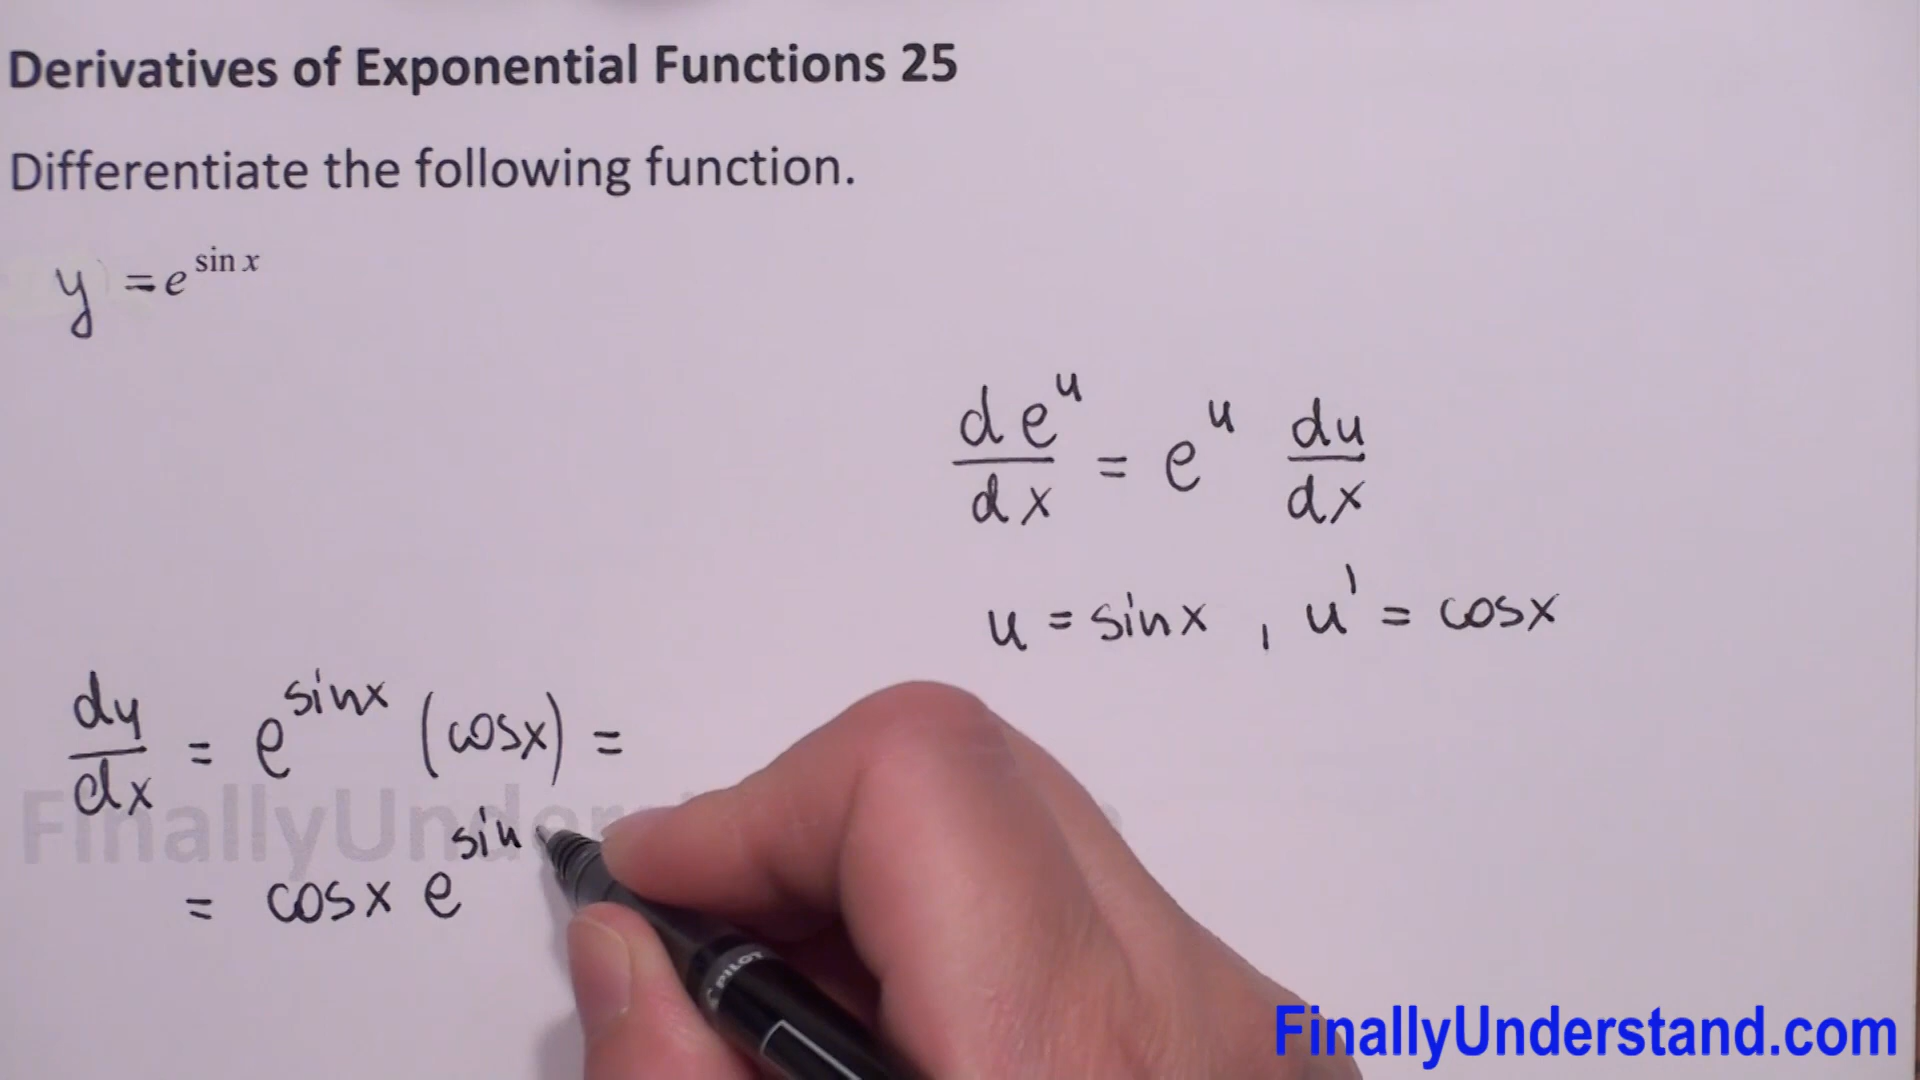 Derivatives of Exponential Functions 25
Differentiate the following function.
y = e^sin x
de^u/dx = e^u du/dx
u = sinx , u' = cosx
dy/dx = e^sinx (cosx) =
= cosx e^sin
FinallyUnderst
FinallyUnderstand.com